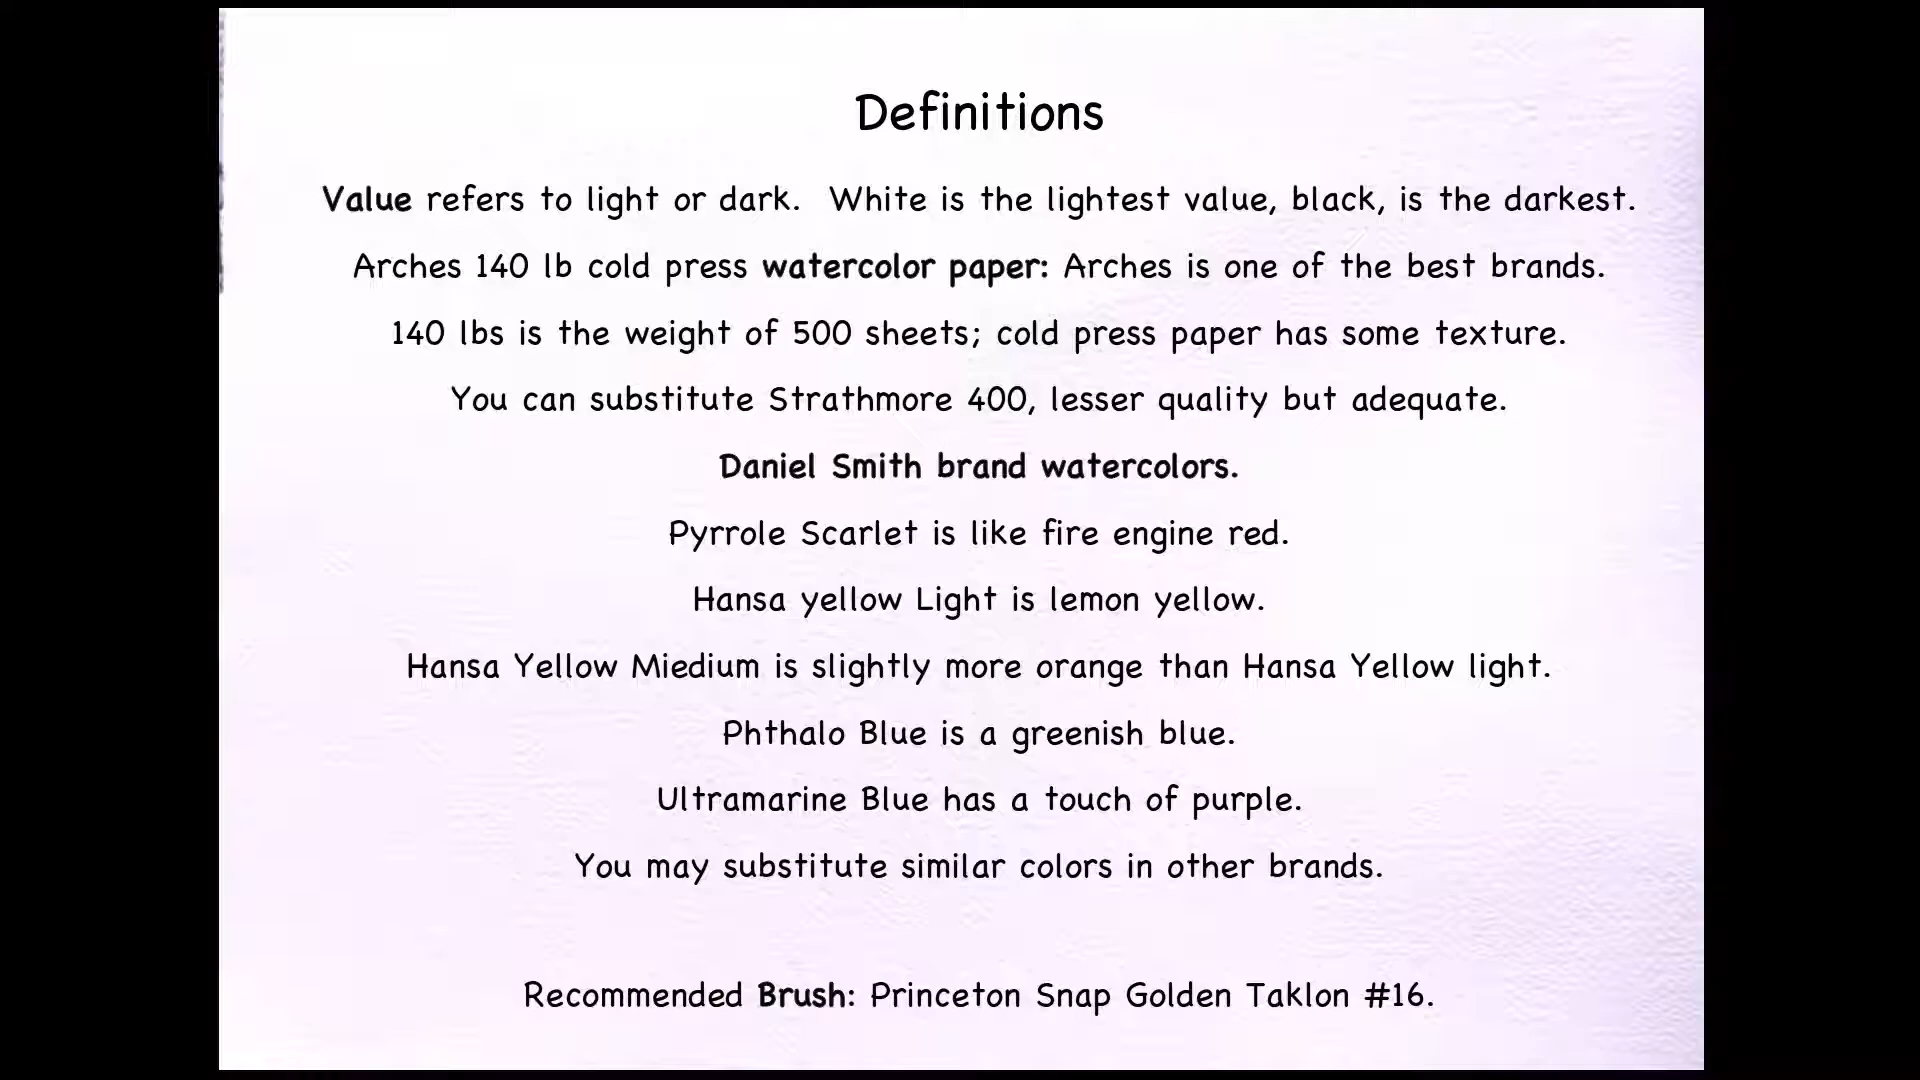 Definitions
Value refers to light or dark.  White is the lightest value, black, is the darkest.
Arches 140 lb cold press watercolor paper: Arches is one of the best brands.
140 lbs is the weight of 500 sheets; cold press paper has some texture.
You can substitute Strathmore 400, lesser quality but adequate.
Daniel Smith brand watercolors.
Pyrrole Scarlet is like fire engine red.
Hansa yellow Light is lemon yellow.
Hansa Yellow Miedium is slightly more orange than Hansa Yellow light.
Phthalo Blue is a greenish blue.
Ultramarine Blue has a touch of purple.
You may substitute similar colors in other brands.
Recommended Brush: Princeton Snap Golden Taklon #16.